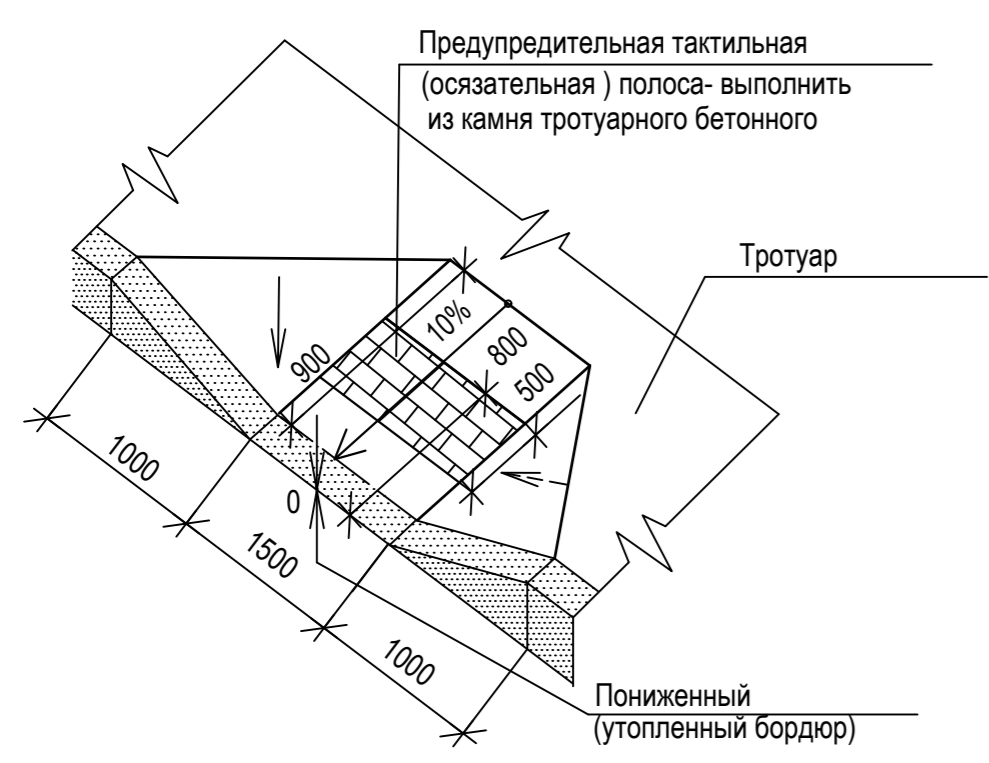 Предупредительная тактильная
(осязательная ) полоса- выполнить
из камня тротуарного бетонного
Тротуар
10%
800
900
500
1000
0
1500
1000
Пониженный
(утопленный бордюр)